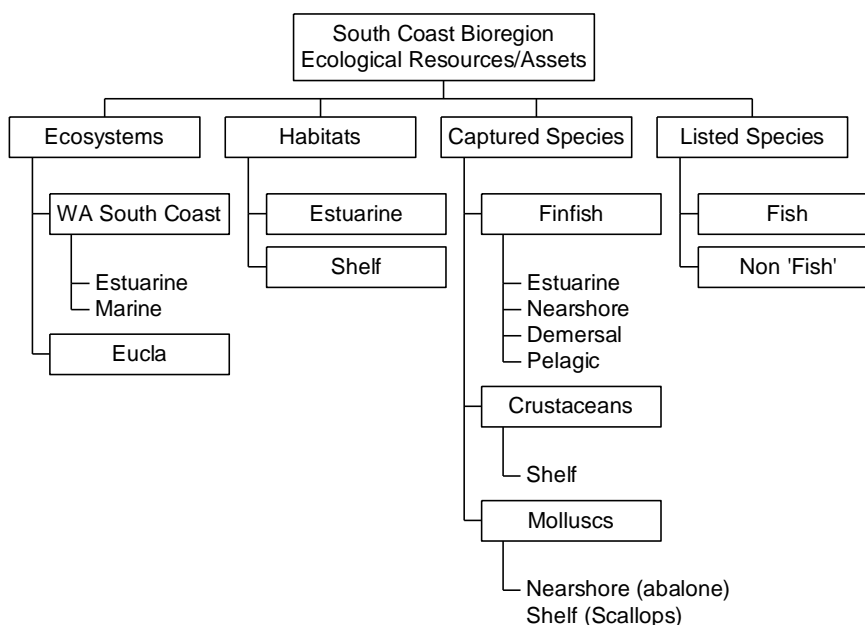 South Coast Bioregion
Ecological Resources/Assets
Ecosystems
Habitats
Captured Species
Listed Species
WA South Coast
Estuarine
Marine
Eucla
Estuarine
Shelf
Finfish
Estuarine
Nearshore
Demersal
Pelagic
Crustaceans
Shelf
Molluscs
Nearshore (abalone)
Shelf (Scallops)
Fish
Non 'Fish'